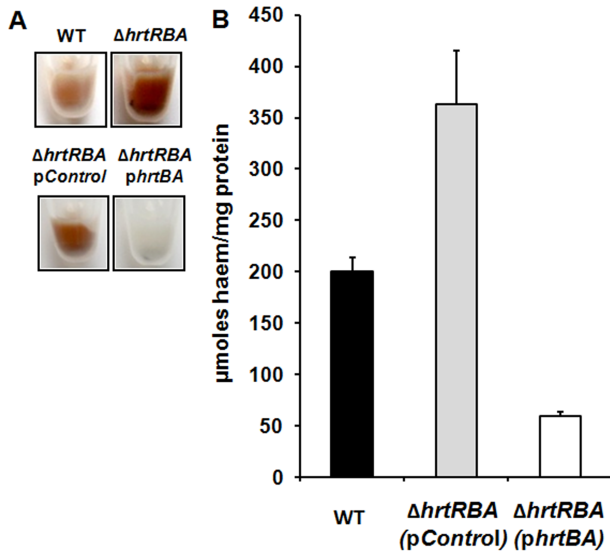 A
WT ΔhrtRBA
ΔhrtRBA ΔhrtRBA
pControl phrtBA
B
µmoles haem/mg protein
450
400
350
300
250
200
150
100
50
0
WT ΔhrtRBA ΔhrtRBA
(pControl) (phrtBA)